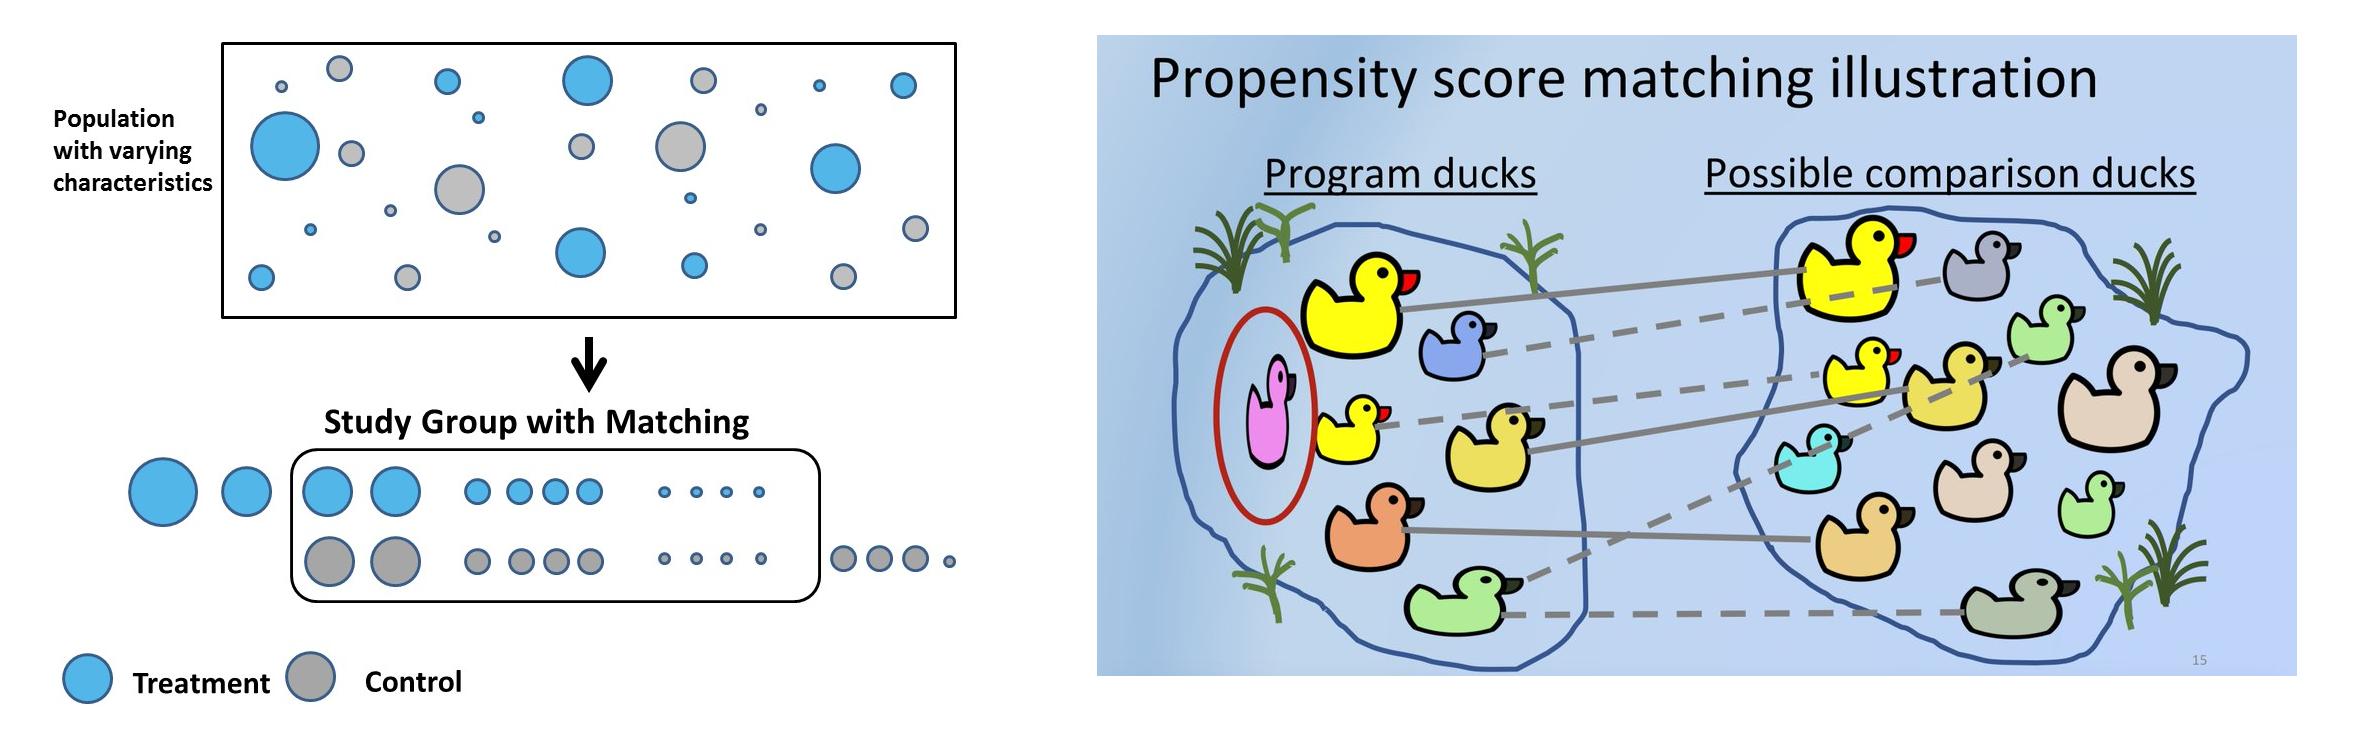 Population
with varying
characteristics
Study Group with Matching
Treatment
Control
Propensity score matching illustration
Program ducks
Possible comparison ducks
15